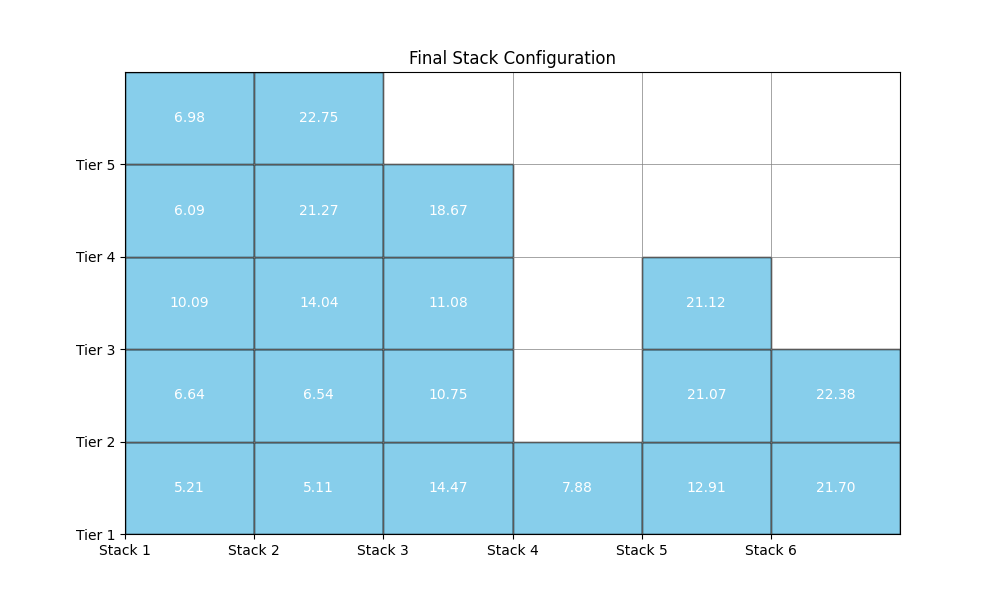 Final Stack Configuration
6.98 22.75
Tier 5
6.09 21.27 18.67
Tier 4
10.09 14.04 11.08 21.12
Tier 3
6.64 6.54 10.75 21.07 22.38
Tier 2
5.21 5.11 14.47 7.88 12.91 21.70
Tier 1
Stack 1 Stack 2 Stack 3 Stack 4 Stack 5 Stack 6